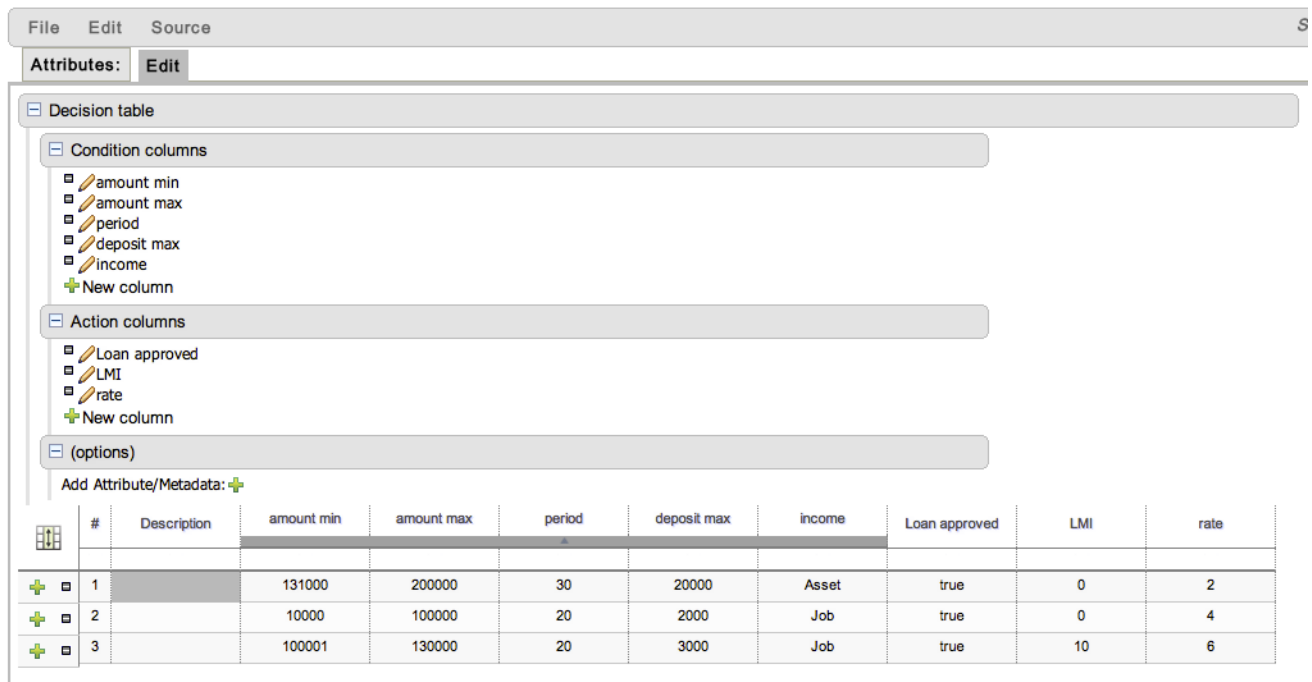 File Edit Source S
Attributes: Edit
Decision table
Condition columns
amount min
amount max
period
deposit max
income
New column
Action columns
Loan approved
LMI
rate
New column
(options)
Add Attribute/Metadata:
# Description amount min amount max period deposit max income Loan approved LMI rate
1 131000 200000 30 20000 Asset true 0 2
2 10000 100000 20 2000 Job true 0 4
3 100001 130000 20 3000 Job true 10 6